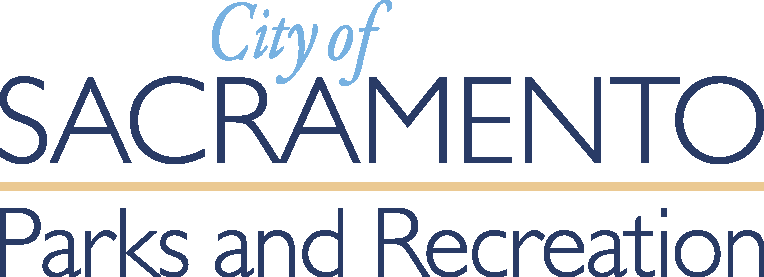 City of
SACRAMENTO
Parks and Recreation